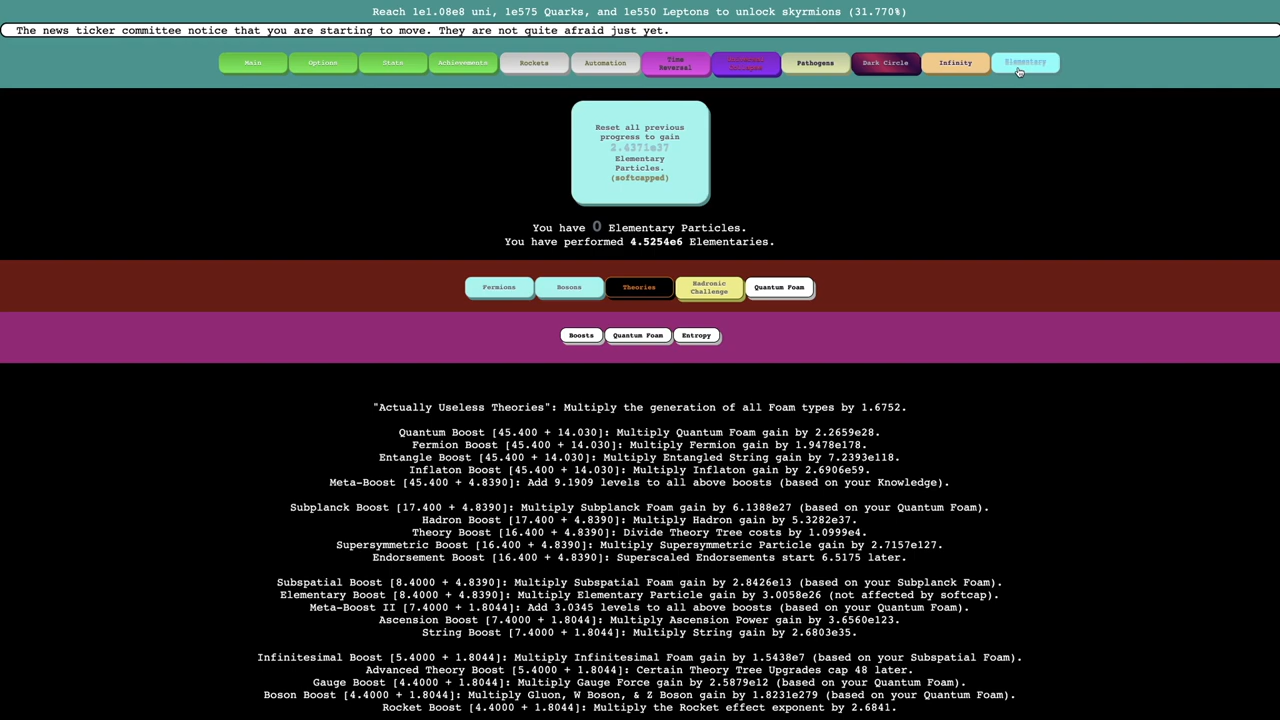 Reach 1e1.08e8 uni, 1e575 Quarks, and 1e550 Leptons to unlock skyrmions (31.770%)
The news ticker committee notice that you are starting to move. They are not quite afraid just yet.
Main
Options
Stats
Achievements
Rockets
Automation
Time
Reversal
Pathogens
Dark Circle
Infinity
Elementary
Reset all previous
progress to gain
2.4371e37
Elementary
Particles.
(softcapped)
You have 0 Elementary Particles.
You have performed 4.5254e6 Elementaries.
Fermions
Bosons
Theories
Hadronic
Challenge
Quantum Foam
Boosts
Quantum Foam
Entropy
"Actually Useless Theories": Multiply the generation of all Foam types by 1.6752.
Quantum Boost [45.400 + 14.030]: Multiply Quantum Foam gain by 2.2659e28.
Fermion Boost [45.400 + 14.030]: Multiply Fermion gain by 1.9478e178.
Entangle Boost [45.400 + 14.030]: Multiply Entangled String gain by 7.2393e118.
Inflaton Boost [45.400 + 14.030]: Multiply Inflaton gain by 2.6906e59.
Meta-Boost [45.400 + 4.8390]: Add 9.1909 levels to all above boosts (based on your Knowledge).
Subplanck Boost [17.400 + 4.8390]: Multiply Subplanck Foam gain by 6.1388e27 (based on your Quantum Foam).
Hadron Boost [17.400 + 4.8390]: Multiply Hadron gain by 5.3282e37.
Theory Boost [16.400 + 4.8390]: Divide Theory Tree costs by 1.0999e4.
Supersymmetric Boost [16.400 + 4.8390]: Multiply Supersymmetric Particle gain by 2.7157e127.
Endorsement Boost [16.400 + 4.8390]: Superscaled Endorsements start 6.5175 later.
Subspatial Boost [8.4000 + 4.8390]: Multiply Subspatial Foam gain by 2.8426e13 (based on your Subplanck Foam).
Elementary Boost [8.4000 + 4.8390]: Multiply Elementary Particle gain by 3.0058e26 (not affected by softcap).
Meta-Boost II [7.4000 + 1.8044]: Add 3.0345 levels to all above boosts (based on your Quantum Foam).
Ascension Boost [7.4000 + 1.8044]: Multiply Ascension Power gain by 3.6560e123.
String Boost [7.4000 + 1.8044]: Multiply String gain by 2.6803e35.
Infinitesimal Boost [5.4000 + 1.8044]: Multiply Infinitesimal Foam gain by 1.5438e7 (based on your Subspatial Foam).
Advanced Theory Boost [5.4000 + 1.8044]: Certain Theory Tree Upgrades cap 48 later.
Gauge Boost [4.4000 + 1.8044]: Multiply Gauge Force gain by 2.5879e12 (based on your Quantum Foam).
Boson Boost [4.4000 + 1.8044]: Multiply Gluon, W Boson, & Z Boson gain by 1.8231e279 (based on your Quantum Foam).
Rocket Boost [4.4000 + 1.8044]: Multiply the Rocket effect exponent by 2.6841.